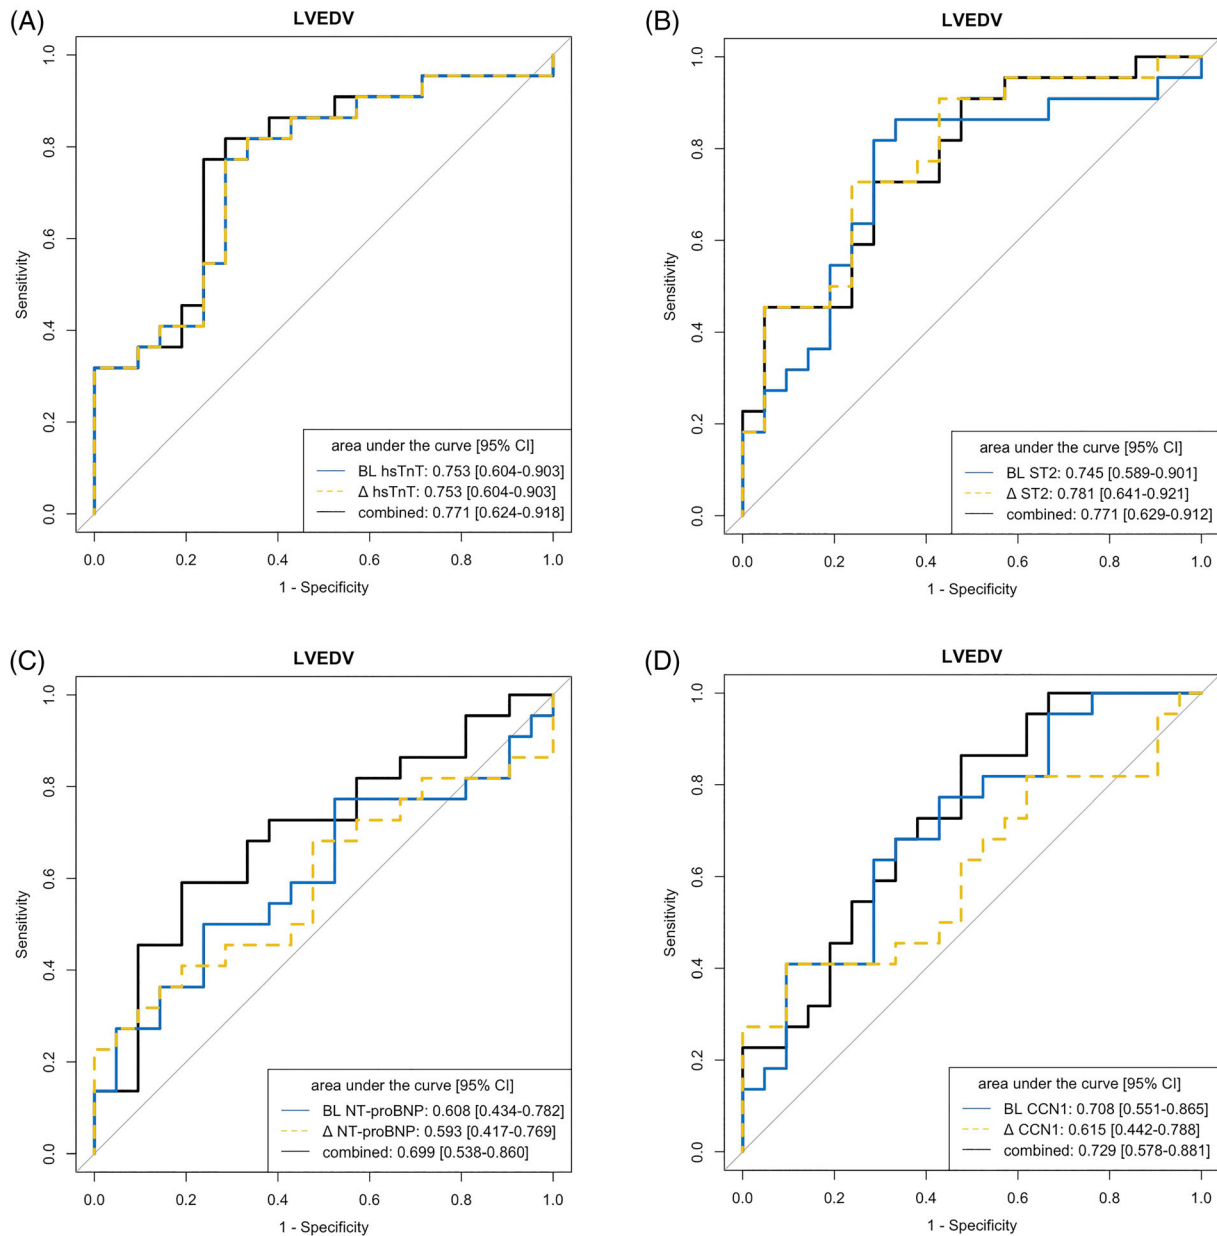 (A)
LVEDV
1.0
0.8
0.6
0.4
0.2
0.0
Sensitivity
area under the curve [95% CI]
BL hsTnT: 0.753 [0.604-0.903]
Δ hsTnT: 0.753 [0.604-0.903]
combined: 0.771 [0.624-0.918]
0.0 0.2 0.4 0.6 0.8 1.0
1 - Specificity
(B)
LVEDV
1.0
0.8
0.6
0.4
0.2
0.0
Sensitivity
area under the curve [95% CI]
BL ST2: 0.745 [0.589-0.901]
Δ ST2: 0.781 [0.641-0.921]
combined: 0.771 [0.629-0.912]
0.0 0.2 0.4 0.6 0.8 1.0
1 - Specificity
(C)
LVEDV
1.0
0.8
0.6
0.4
0.2
0.0
Sensitivity
area under the curve [95% CI]
BL NT-proBNP: 0.608 [0.434-0.782]
Δ NT-proBNP: 0.593 [0.417-0.769]
combined: 0.699 [0.538-0.860]
0.0 0.2 0.4 0.6 0.8 1.0
1 - Specificity
(D)
LVEDV
1.0
0.8
0.6
0.4
0.2
0.0
Sensitivity
area under the curve [95% CI]
BL CCN1: 0.708 [0.551-0.865]
Δ CCN1: 0.615 [0.442-0.788]
combined: 0.729 [0.578-0.881]
0.0 0.2 0.4 0.6 0.8 1.0
1 - Specificity